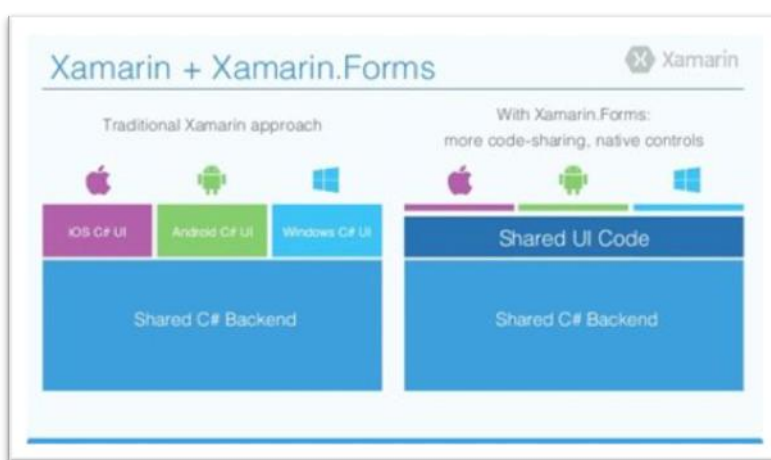 Xamarin + Xamarin.Forms
Xamarin
Traditional Xamarin approach
With Xamarin.Forms:
more code-sharing, native controls
iOS C# UI
Android C# UI
Windows C# UI
Shared C# Backend
Shared UI Code
Shared C# Backend